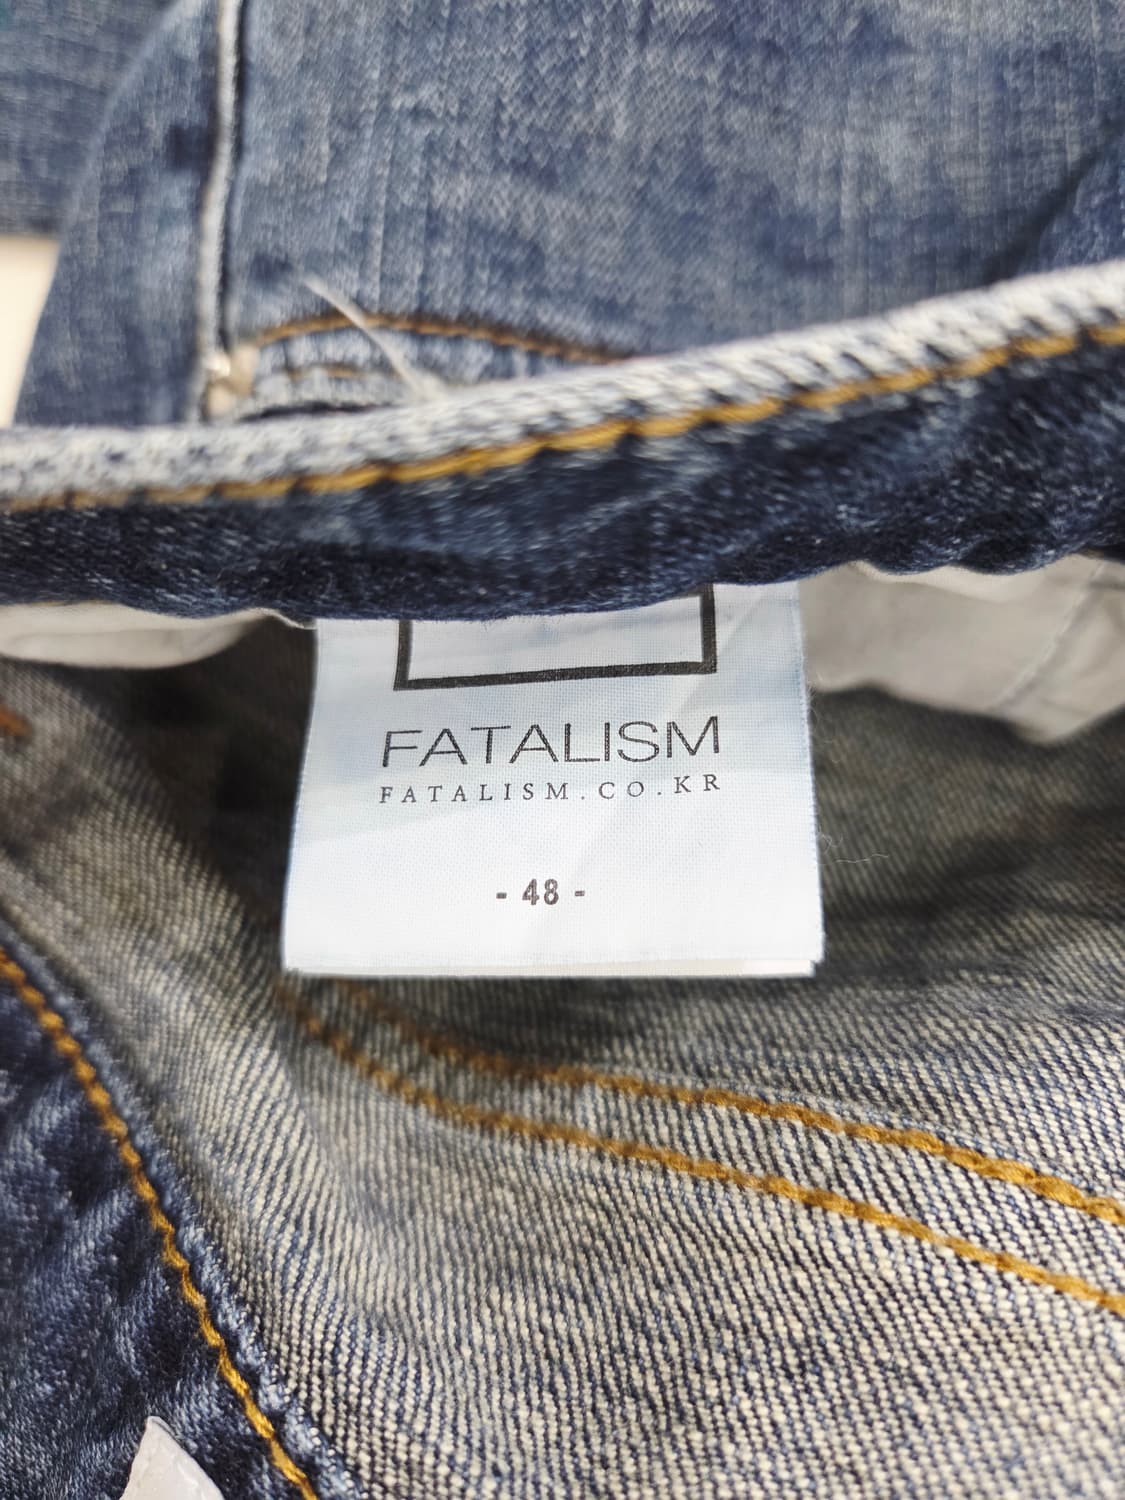 FATALISM
FATALISM.CO.KR
- 48 -